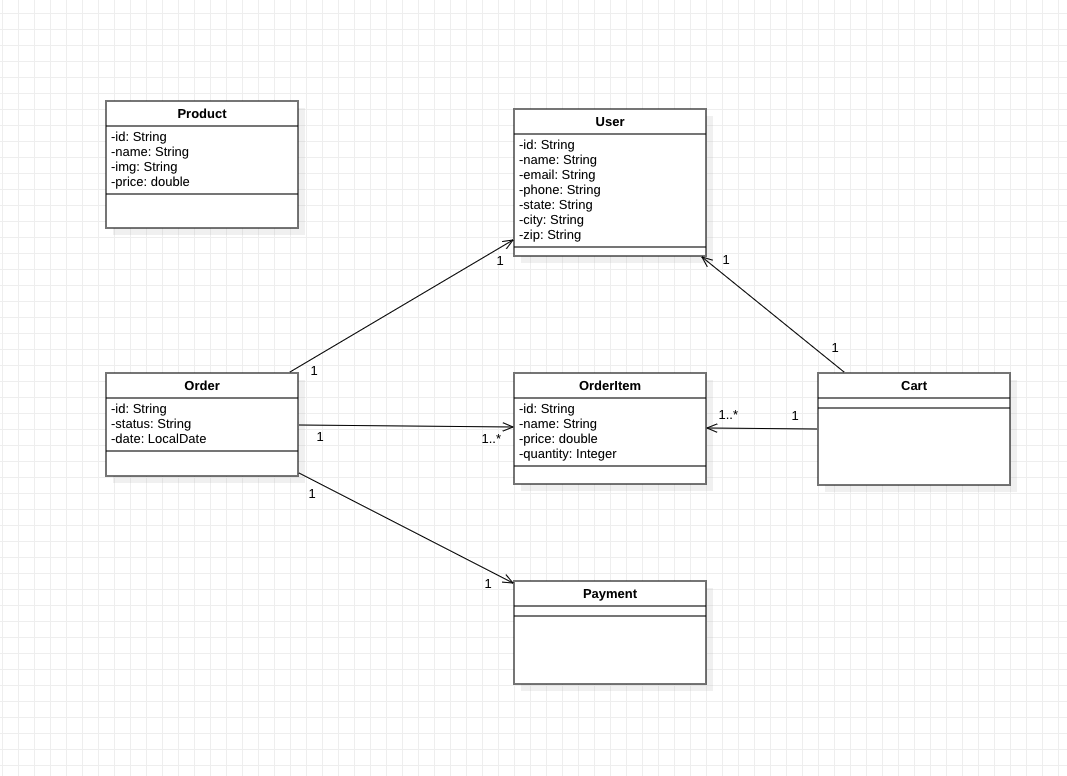 Product
-id: String
-name: String
-img: String
-price: double
User
-id: String
-name: String
-email: String
-phone: String
-state: String
-city: String
-zip: String
1
1
1
1
Order
-id: String
-status: String
-date: LocalDate
1
1..*
OrderItem
-id: String
-name: String
-price: double
-quantity: Integer
1..*
1
Cart
1
1
Payment